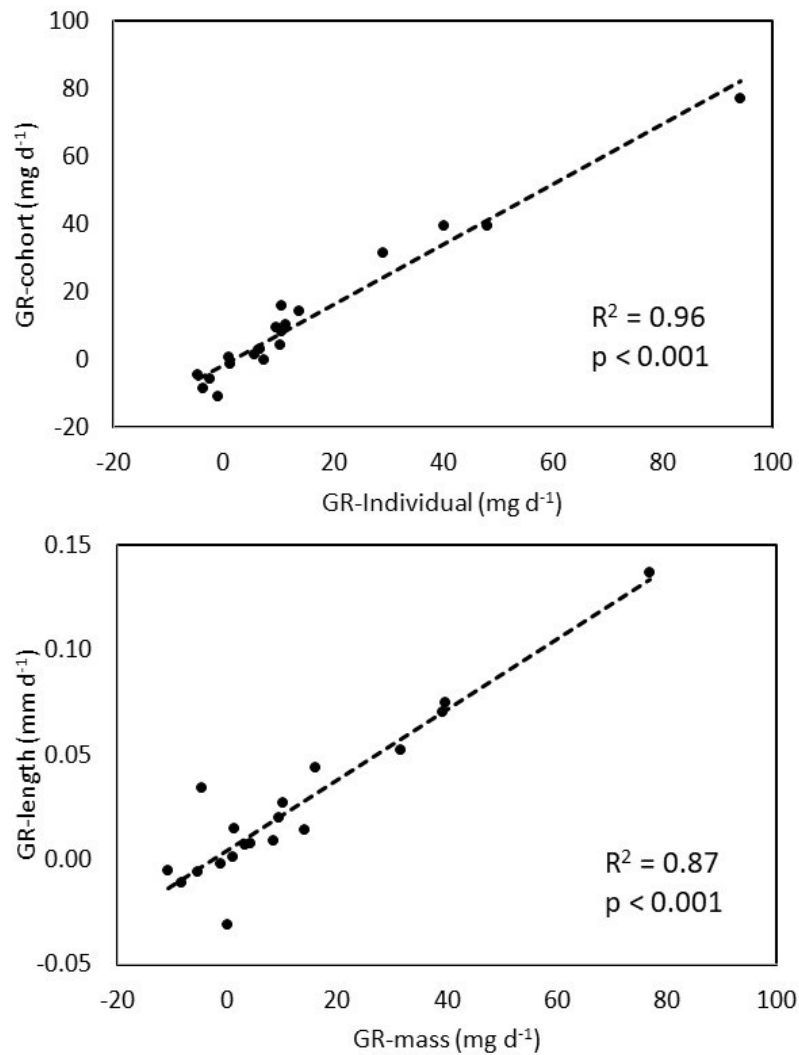 100
80
60
40
20
0
-20
GR-cohort (mg d⁻¹)
R² = 0.96
p < 0.001
-20 0 20 40 60 80 100
GR-Individual (mg d⁻¹)
0.15
0.10
0.05
0.00
-0.05
GR-length (mm d⁻¹)
R² = 0.87
p < 0.001
-20 0 20 40 60 80 100
GR-mass (mg d⁻¹)